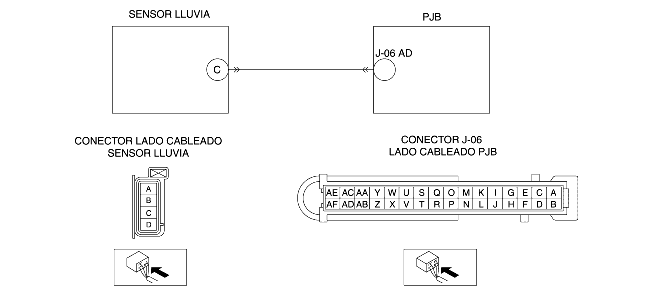 SENSOR LLUVIA
PJB
C
J-06 AD
CONECTOR LADO CABLEADO
SENSOR LLUVIA
A
B
C
D
CONECTOR J-06
LADO CABLEADO PJB
AE AC AA Y W U S Q O M K I G E C A
AF AD AB Z X V T R P N L J H F D B